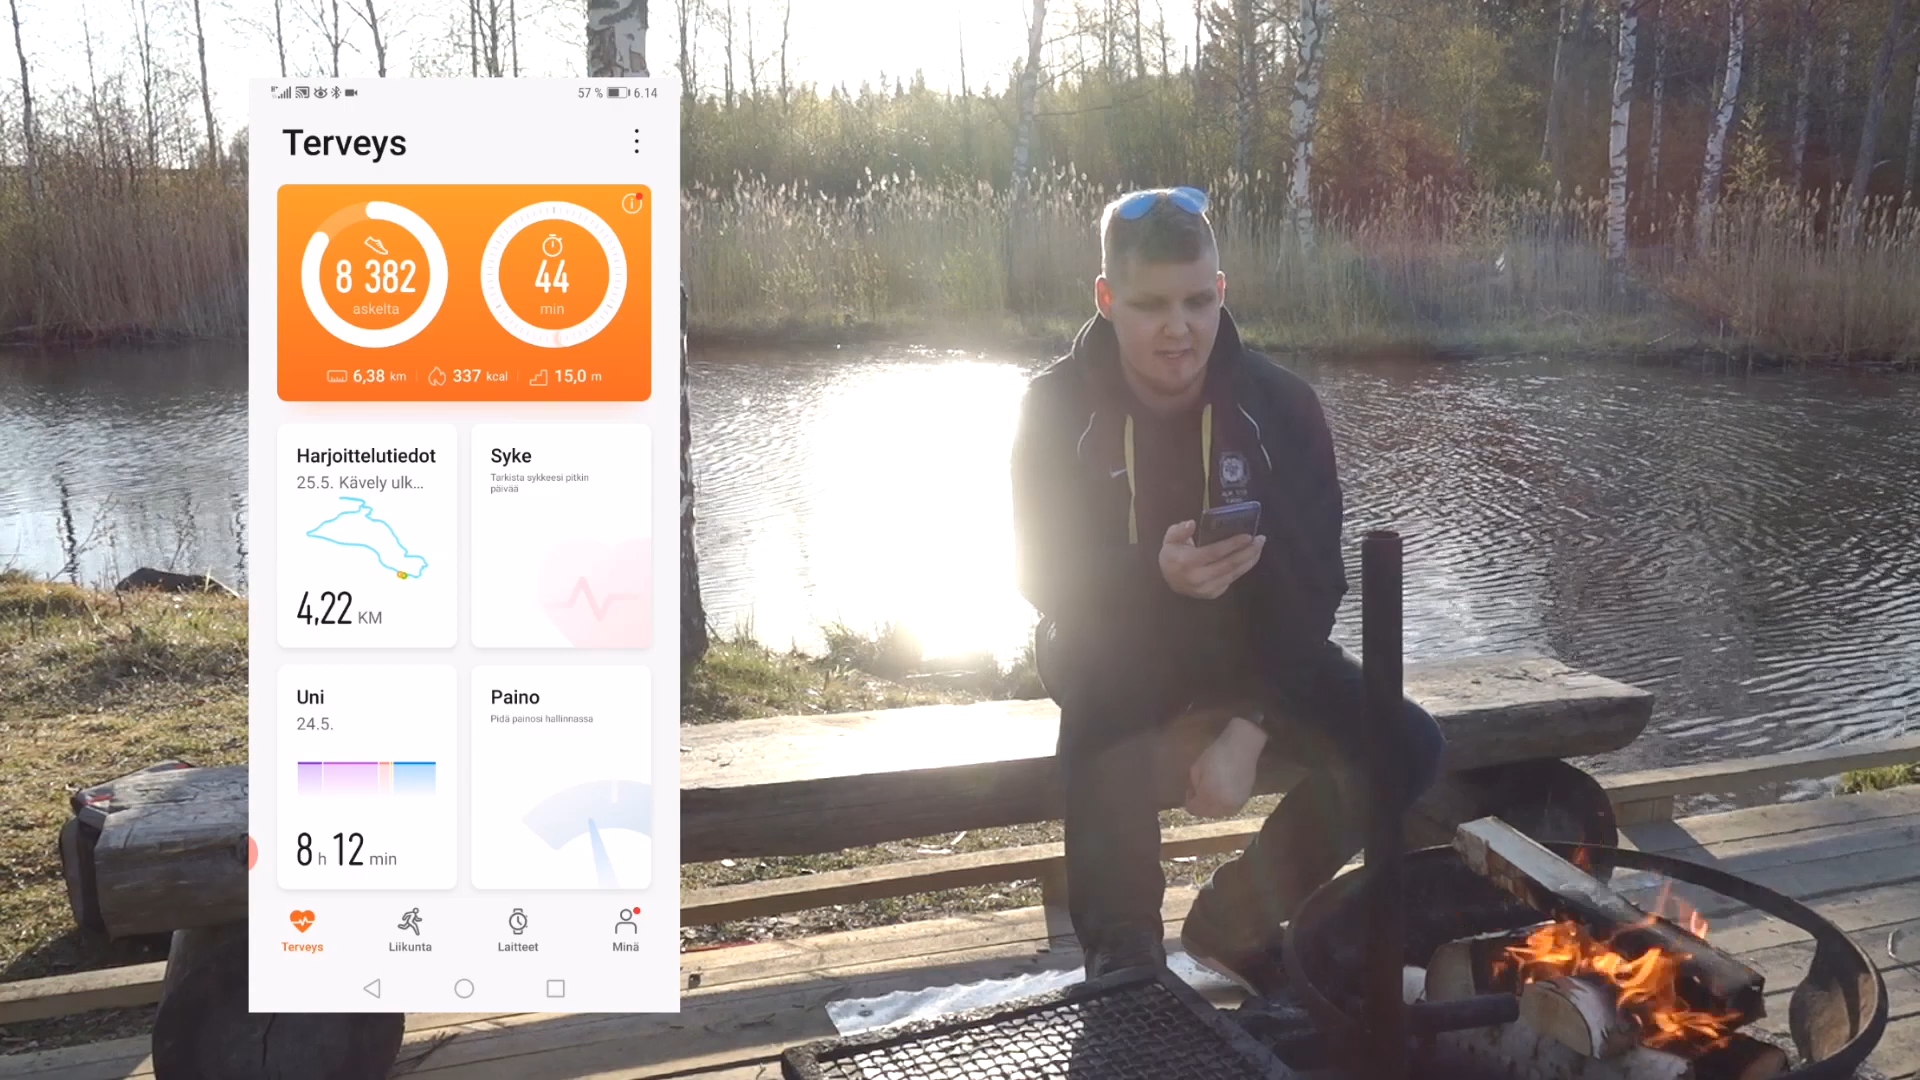 57 % 6.14
Terveys
8 382
askelta
44
min
6,38 km 337 kcal 15,0 m
Harjoittelutiedot
25.5. Kävely ulk...
4,22 KM
Syke
Tarkista sykkeesi pitkin
päivää
Uni
24.5.
8 h 12 min
Paino
Pidä painosi hallinnassa
Terveys Liikunta Laitteet Minä